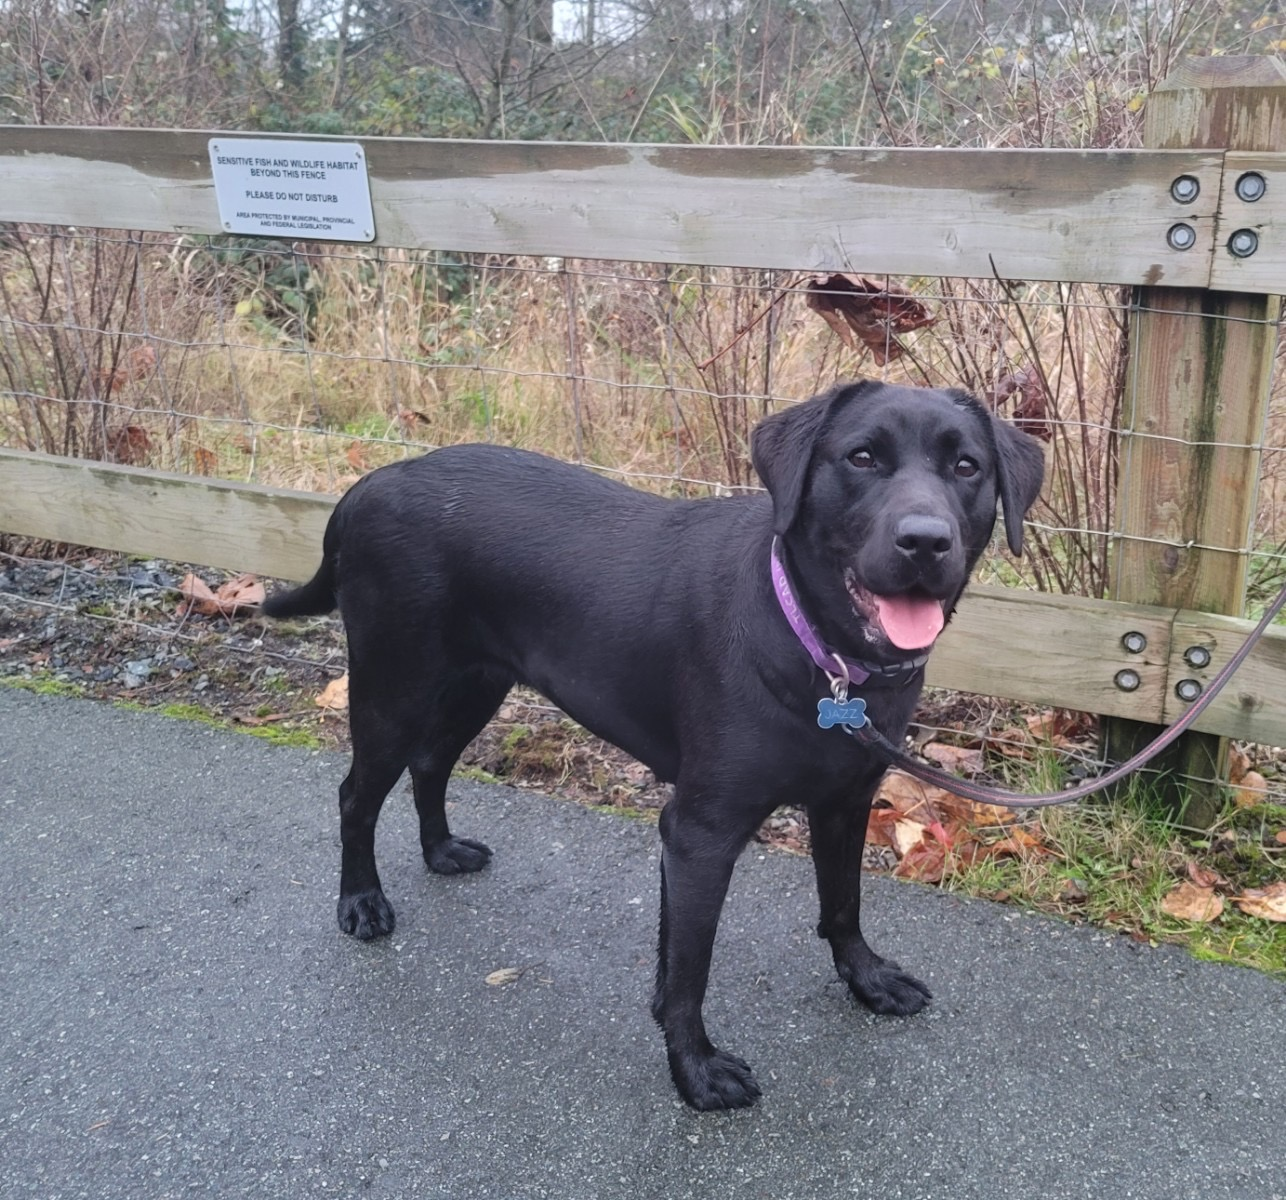 SENSITIVE FISH AND WILDLIFE HABITAT
BEYOND THIS FENCE
PLEASE DO NOT DISTURB
AREA PROTECTED BY MUNICIPAL, PROVINCIAL
AND FEDERAL LEGISLATION
JAZZ